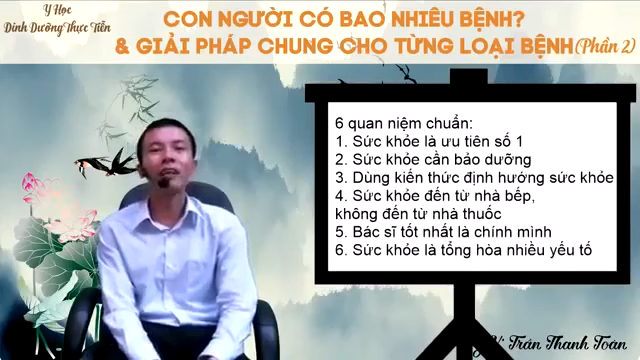 Y Học
Dinh Dưỡng Thực Tiễn
CON NGƯỜI CÓ BAO NHIÊU BỆNH?
& GIẢI PHÁP CHUNG CHO TỪNG LOẠI BỆNH (Phần 2)
6 quan niệm chuẩn:
1. Sức khỏe là ưu tiên số 1
2. Sức khỏe cần bảo dưỡng
3. Dùng kiến thức định hướng sức khỏe
4. Sức khỏe đến từ nhà bếp,
không đến từ nhà thuốc
5. Bác sĩ tốt nhất là chính mình
6. Sức khỏe là tổng hòa nhiều yếu tố
Trần Thanh Toàn